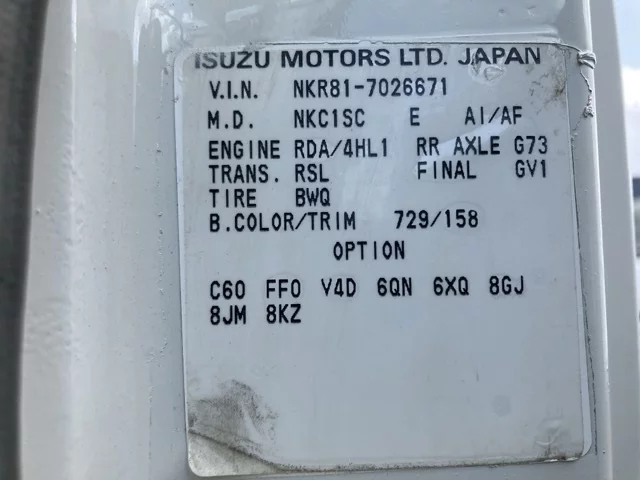 ISUZU MOTORS LTD. JAPAN
V.I.N. NKR81-7026671
M.D. NKC1SC E AI/AF
ENGINE RDA/4HL1 RR AXLE G73
TRANS. RSL FINAL GV1
TIRE BWQ
B.COLOR/TRIM 729/158
OPTION
C60 FF0 V4D 6QN 6XQ 8GJ
8JM 8KZ